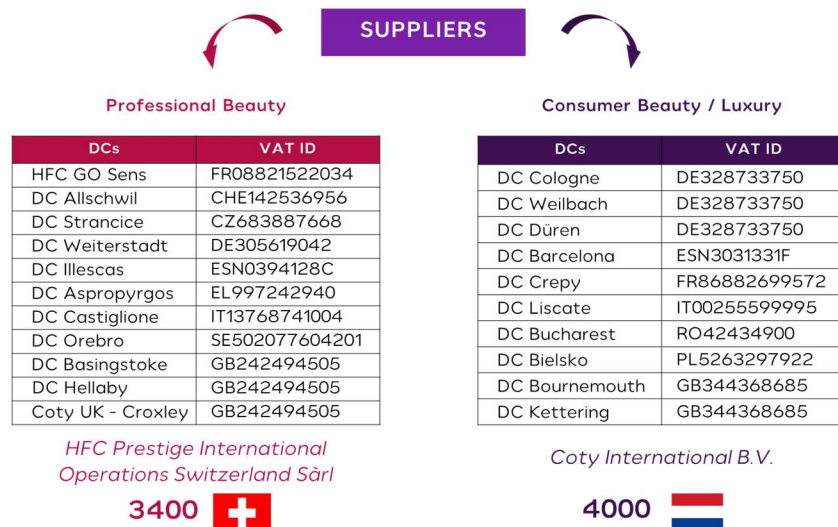 SUPPLIERS
Professional Beauty
DCs VAT ID
HFC GO Sens FR08821522034
DC Allschwil CHE142536956
DC Strancice CZ683887668
DC Weiterstadt DE305619042
DC Illescas ESN0394128C
DC Aspropyrgos EL997242940
DC Castiglione IT13768741004
DC Orebro SE502077604201
DC Basingstoke GB242494505
DC Hellaby GB242494505
Coty UK - Croxley GB242494505
HFC Prestige International
Operations Switzerland Sàrl
3400
Consumer Beauty / Luxury
DCs VAT ID
DC Cologne DE328733750
DC Weilbach DE328733750
DC Düren DE328733750
DC Barcelona ESN3031331F
DC Crepy FR86882699572
DC Liscate IT00255599995
DC Bucharest RO42434900
DC Bielsko PL5263297922
DC Bournemouth GB344368685
DC Kettering GB344368685
Coty International B.V.
4000